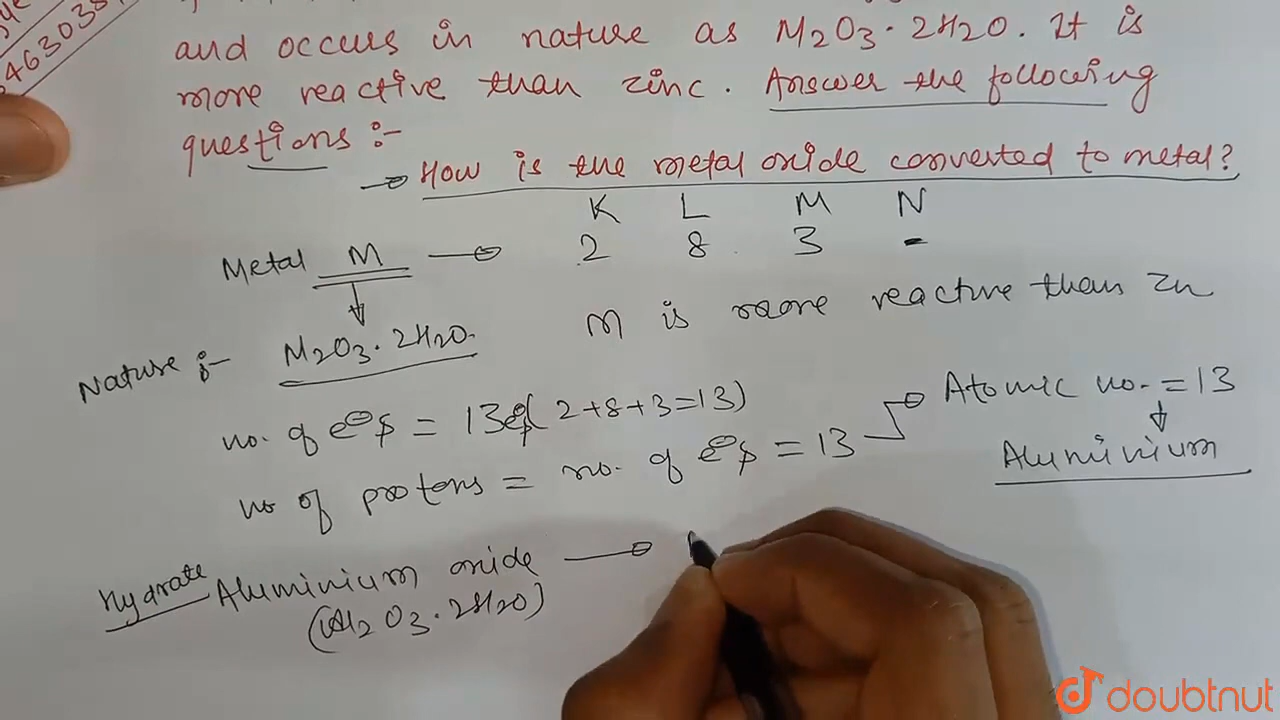 463038
and occurs in nature as M2O3·2H2O. It is
more reactive than zinc. Answer the following
questions :-
How is the metal oxide converted to metal?
K L M N
Metal M → 2 8 3 -
M is more reactive than Zn
Nature :- M2O3·2H2O.
no. of e⊖s = 13 e⊖s (2+8+3=13)
Atomic no. = 13
no of protons = no. of e⊖s = 13
Aluminium
Hydrate Aluminium oxide →
(Al2O3·2H2O)
doubtnut